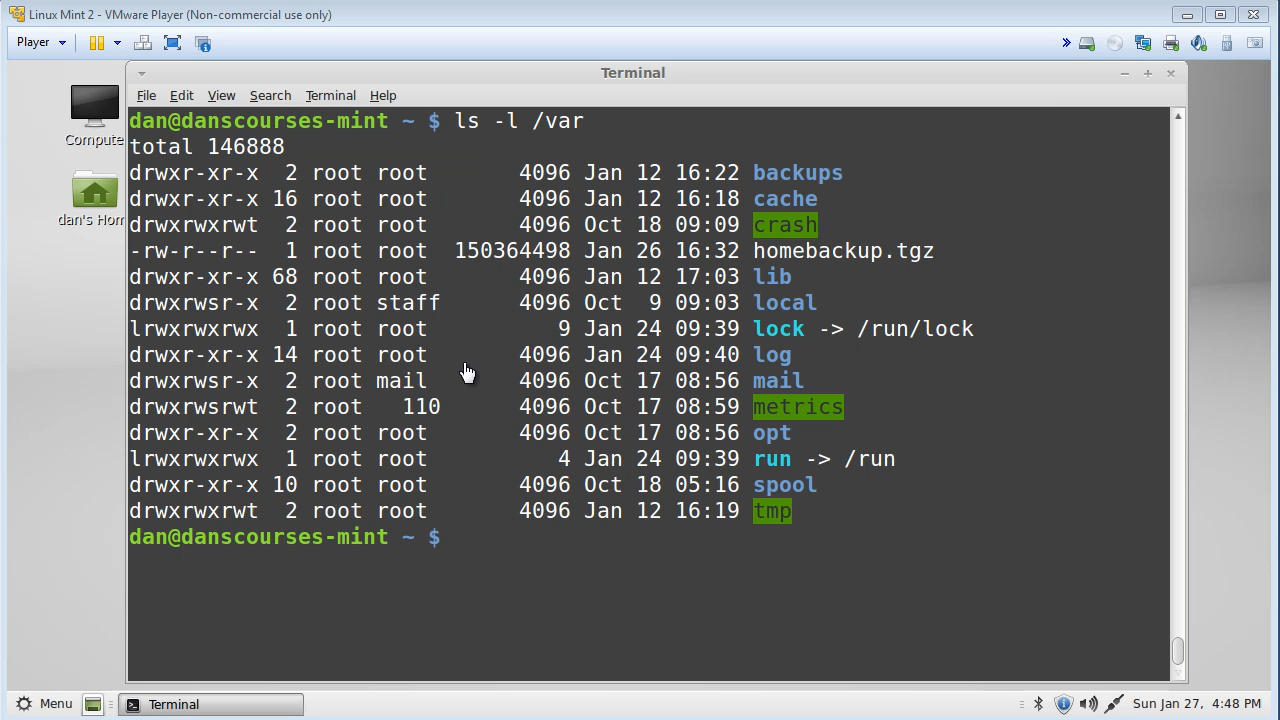 Linux Mint 2 - VMware Player (Non-commercial use only)
Player
Terminal
File Edit View Search Terminal Help
Compute
dan's Hom
dan@danscourses-mint ~ $ ls -l /var
total 146888
drwxr-xr-x  2 root root       4096 Jan 12 16:22 backups
drwxr-xr-x 16 root root       4096 Jan 12 16:18 cache
drwxrwxrwt  2 root root       4096 Oct 18 09:09 crash
-rw-r--r--  1 root root  150364498 Jan 26 16:32 homebackup.tgz
drwxr-xr-x 68 root root       4096 Jan 12 17:03 lib
drwxrwsr-x  2 root staff      4096 Oct  9 09:03 local
lrwxrwxrwx  1 root root          9 Jan 24 09:39 lock -> /run/lock
drwxr-xr-x 14 root root       4096 Jan 24 09:40 log
drwxrwsr-x  2 root mail       4096 Oct 17 08:56 mail
drwxrwsrwt  2 root   110      4096 Oct 17 08:59 metrics
drwxr-xr-x  2 root root       4096 Oct 17 08:56 opt
lrwxrwxrwx  1 root root          4 Jan 24 09:39 run -> /run
drwxr-xr-x 10 root root       4096 Oct 18 05:16 spool
drwxrwxrwt  2 root root       4096 Jan 12 16:19 tmp
dan@danscourses-mint ~ $
Menu Terminal Sun Jan 27, 4:48 PM